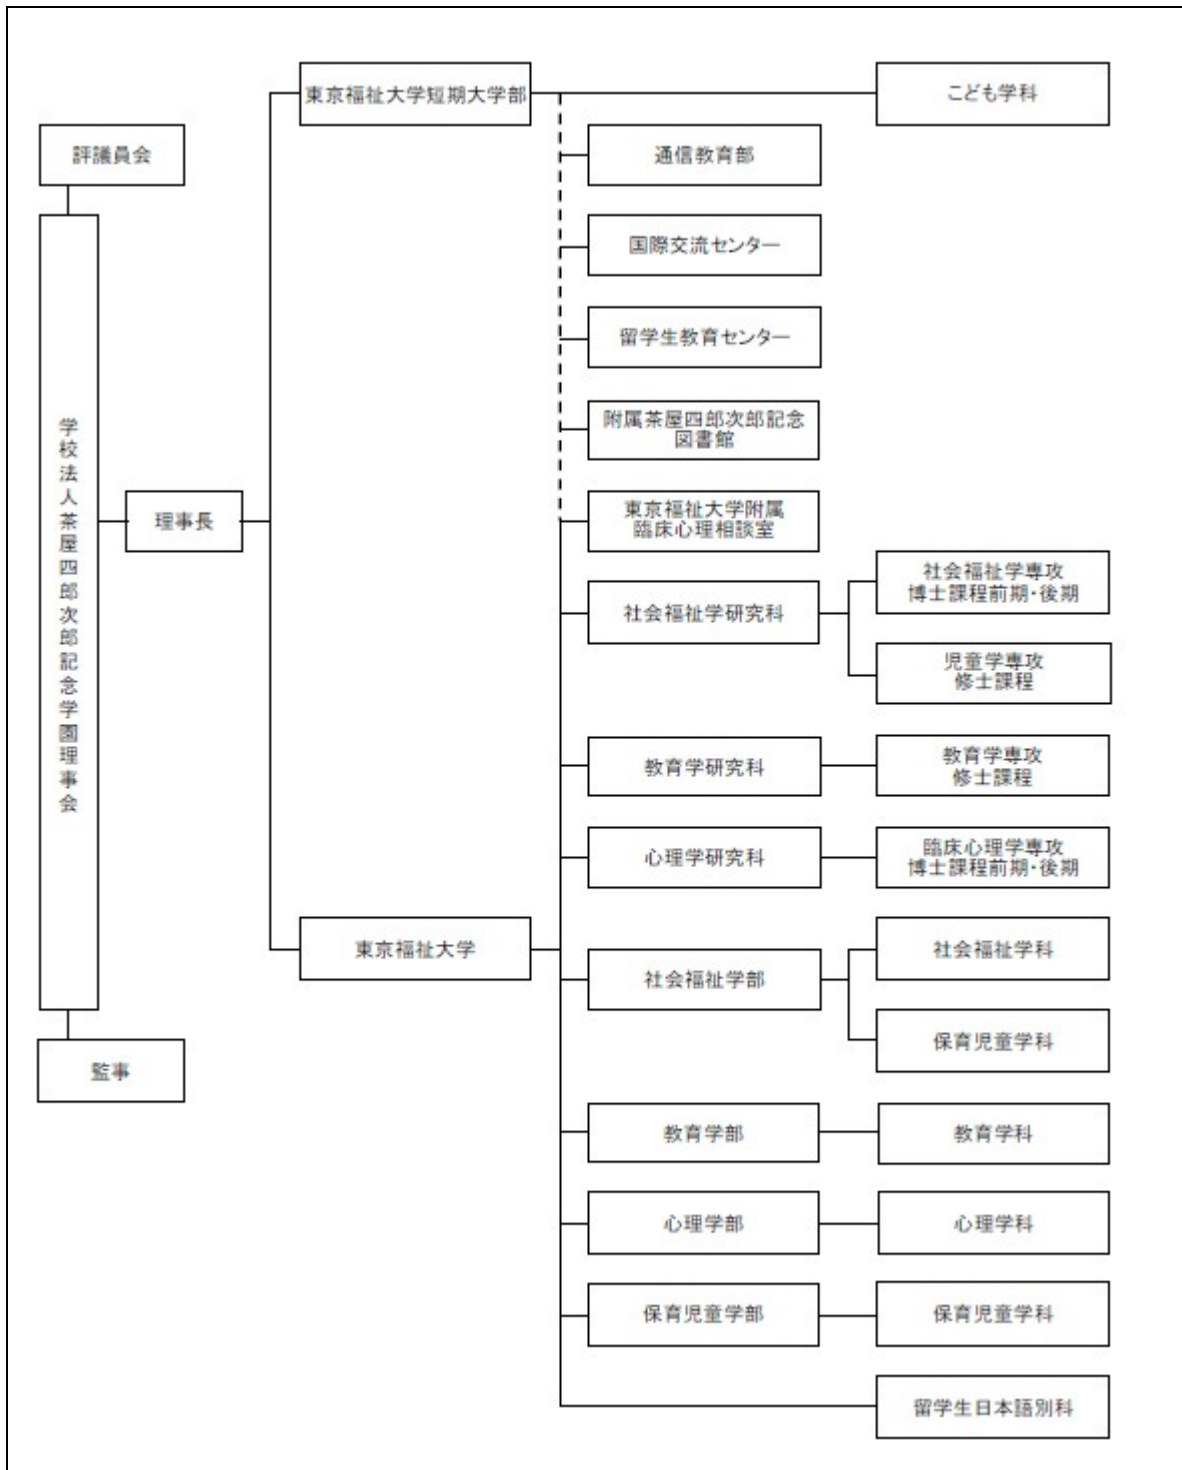 東京福祉大学短期大学部
こども学科
評議員会
通信教育部
国際交流センター
留学生教育センター
附属茶屋四郎次郎記念
図書館
学校法人茶屋四郎次郎記念学園理事会
理事長
東京福祉大学附属
臨床心理相談室
社会福祉学研究科
社会福祉学専攻
博士課程前期・後期
児童学専攻
修士課程
教育学研究科
教育学専攻
修士課程
心理学研究科
臨床心理学専攻
博士課程前期・後期
東京福祉大学
社会福祉学部
社会福祉学科
保育児童学科
監事
教育学部
教育学科
心理学部
心理学科
保育児童学部
保育児童学科
留学生日本語別科